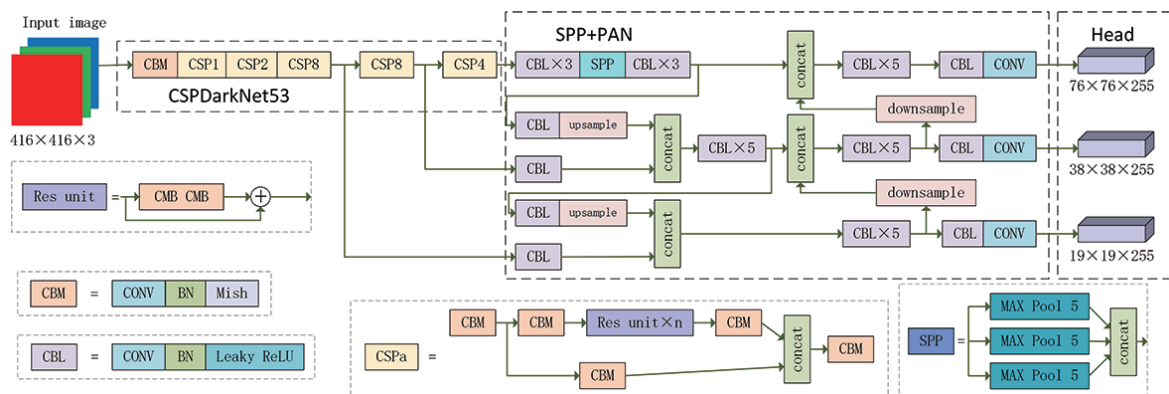 Input image
416×416×3
CBM CSP1 CSP2 CSP8 CSP8 CSP4
CSPDarkNet53
SPP+PAN
CBL×3 SPP CBL×3 concat CBL×5 CBL CONV
downsample
CBL upsample concat CBL×5 concat CBL×5 CBL CONV
CBL
downsample
CBL upsample concat CBL×5 CBL CONV
CBL
Head
76×76×255
38×38×255
19×19×255
Res unit = CMB CMB +
CBM = CONV BN Mish
CBL = CONV BN Leaky ReLU
CSPa = CBM CBM Res unit×n CBM concat CBM
CBM
SPP = MAX Pool 5 concat
MAX Pool 5
MAX Pool 5